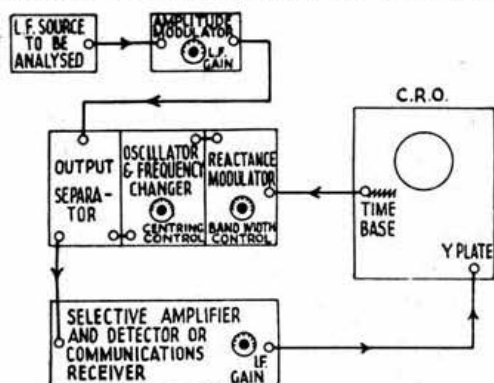 L.F. SOURCE
TO BE
ANALYSED
AMPLITUDE
MODULATOR
L.F.
GAIN
C.R.O.
OUTPUT
SEPARA-
TOR
OSCILLATOR
& FREQUENCY
CHANGER
CENTRING
CONTROL
REACTANCE
MODULATOR
BAND WIDTH
CONTROL
TIME
BASE
Y PLATE
SELECTIVE AMPLIFIER
AND DETECTOR OR
COMMUNICATIONS
RECEIVER
I.F.
GAIN